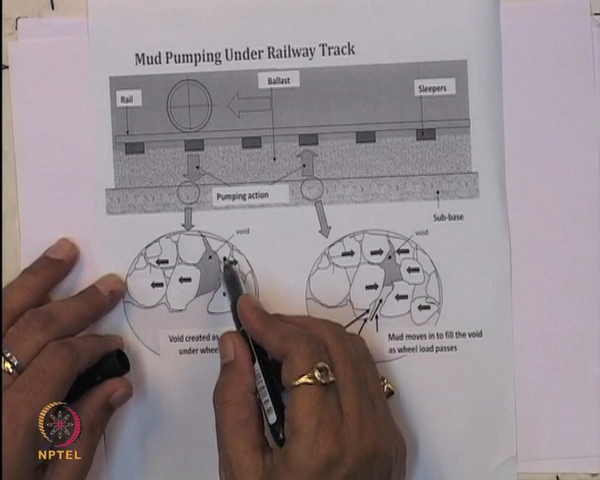 Mud Pumping Under Railway Track
Ballast
Rail
Sleepers
Pumping action
Sub-base
void
void
Void created as
under
Mud moves in to fill the void
as wheel load passes
NPTEL